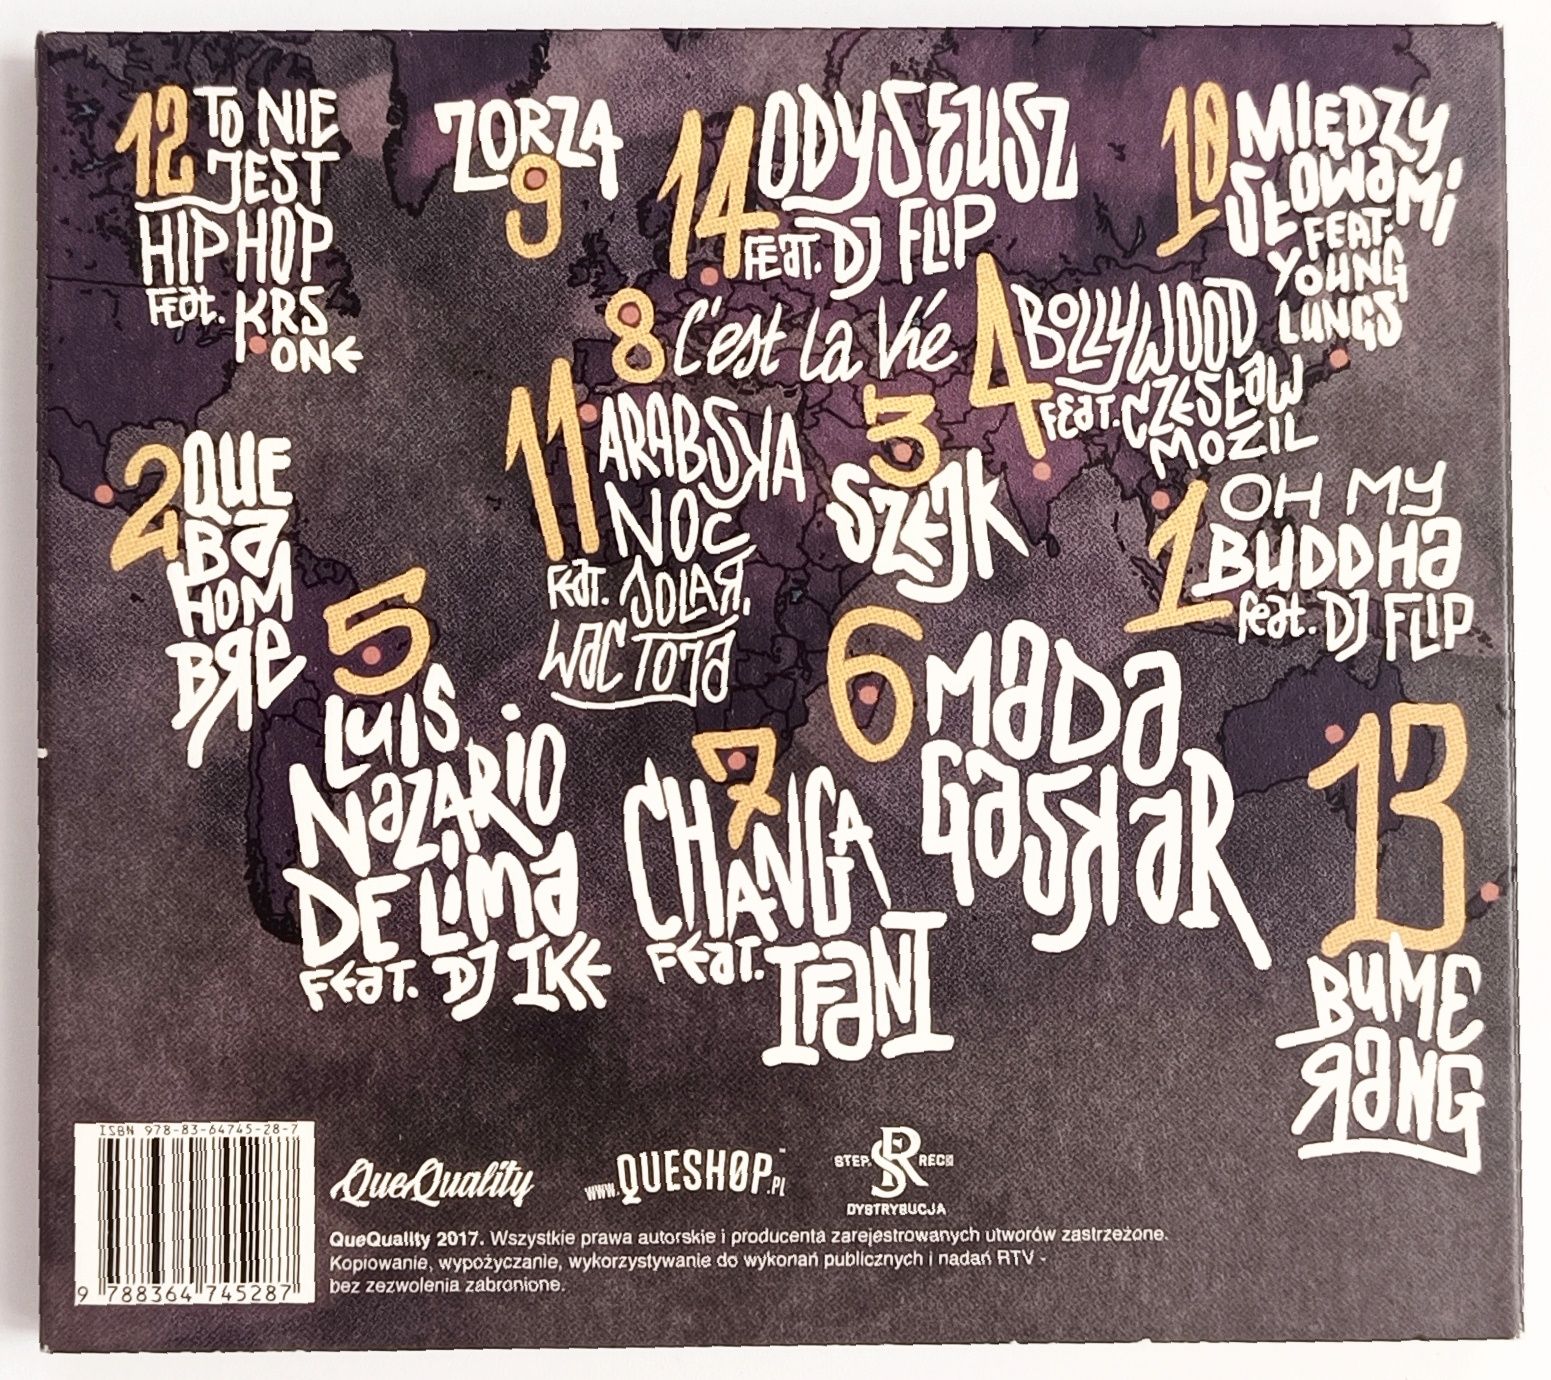 12 TO NIE
JEST
HIP HOP
FEAT. KRS
ONE
ZORZA
9
14 ODYSEUSZ
FEAT. DJ FLIP
10 MIĘDZY
SŁOWAMI
FEAT.
YOUNG
LUNGS
8 C'est La Vie
4 BOLLYWOOD
FEAT. CZESŁAW
MOZIL
11 ARABSKA
NOC
FEAT. SOLAR,
WAC TOJA
3
SZEJK
2 QUE
BA
HOM
BRE
1 OH MY
BUDDHA
feat. DJ FLIP
5
LUIS
NAZARIO
DE LIMA
FEAT. DJ IKE
6 MADA
GASKAR
7
CHANGA
FEAT. IFANI
13
BUME
RANG
ISBN 978-83-64745-28-7
9 788364 745287
QueQuality
www.QUESHOP.PL
STEP. SR REC®
DYSTRYBUCJA
QueQuality 2017. Wszystkie prawa autorskie i producenta zarejestrowanych utworów zastrzeżone.
Kopiowanie, wypożyczanie, wykorzystywanie do wykonań publicznych i nadań RTV -
bez zezwolenia zabronione.